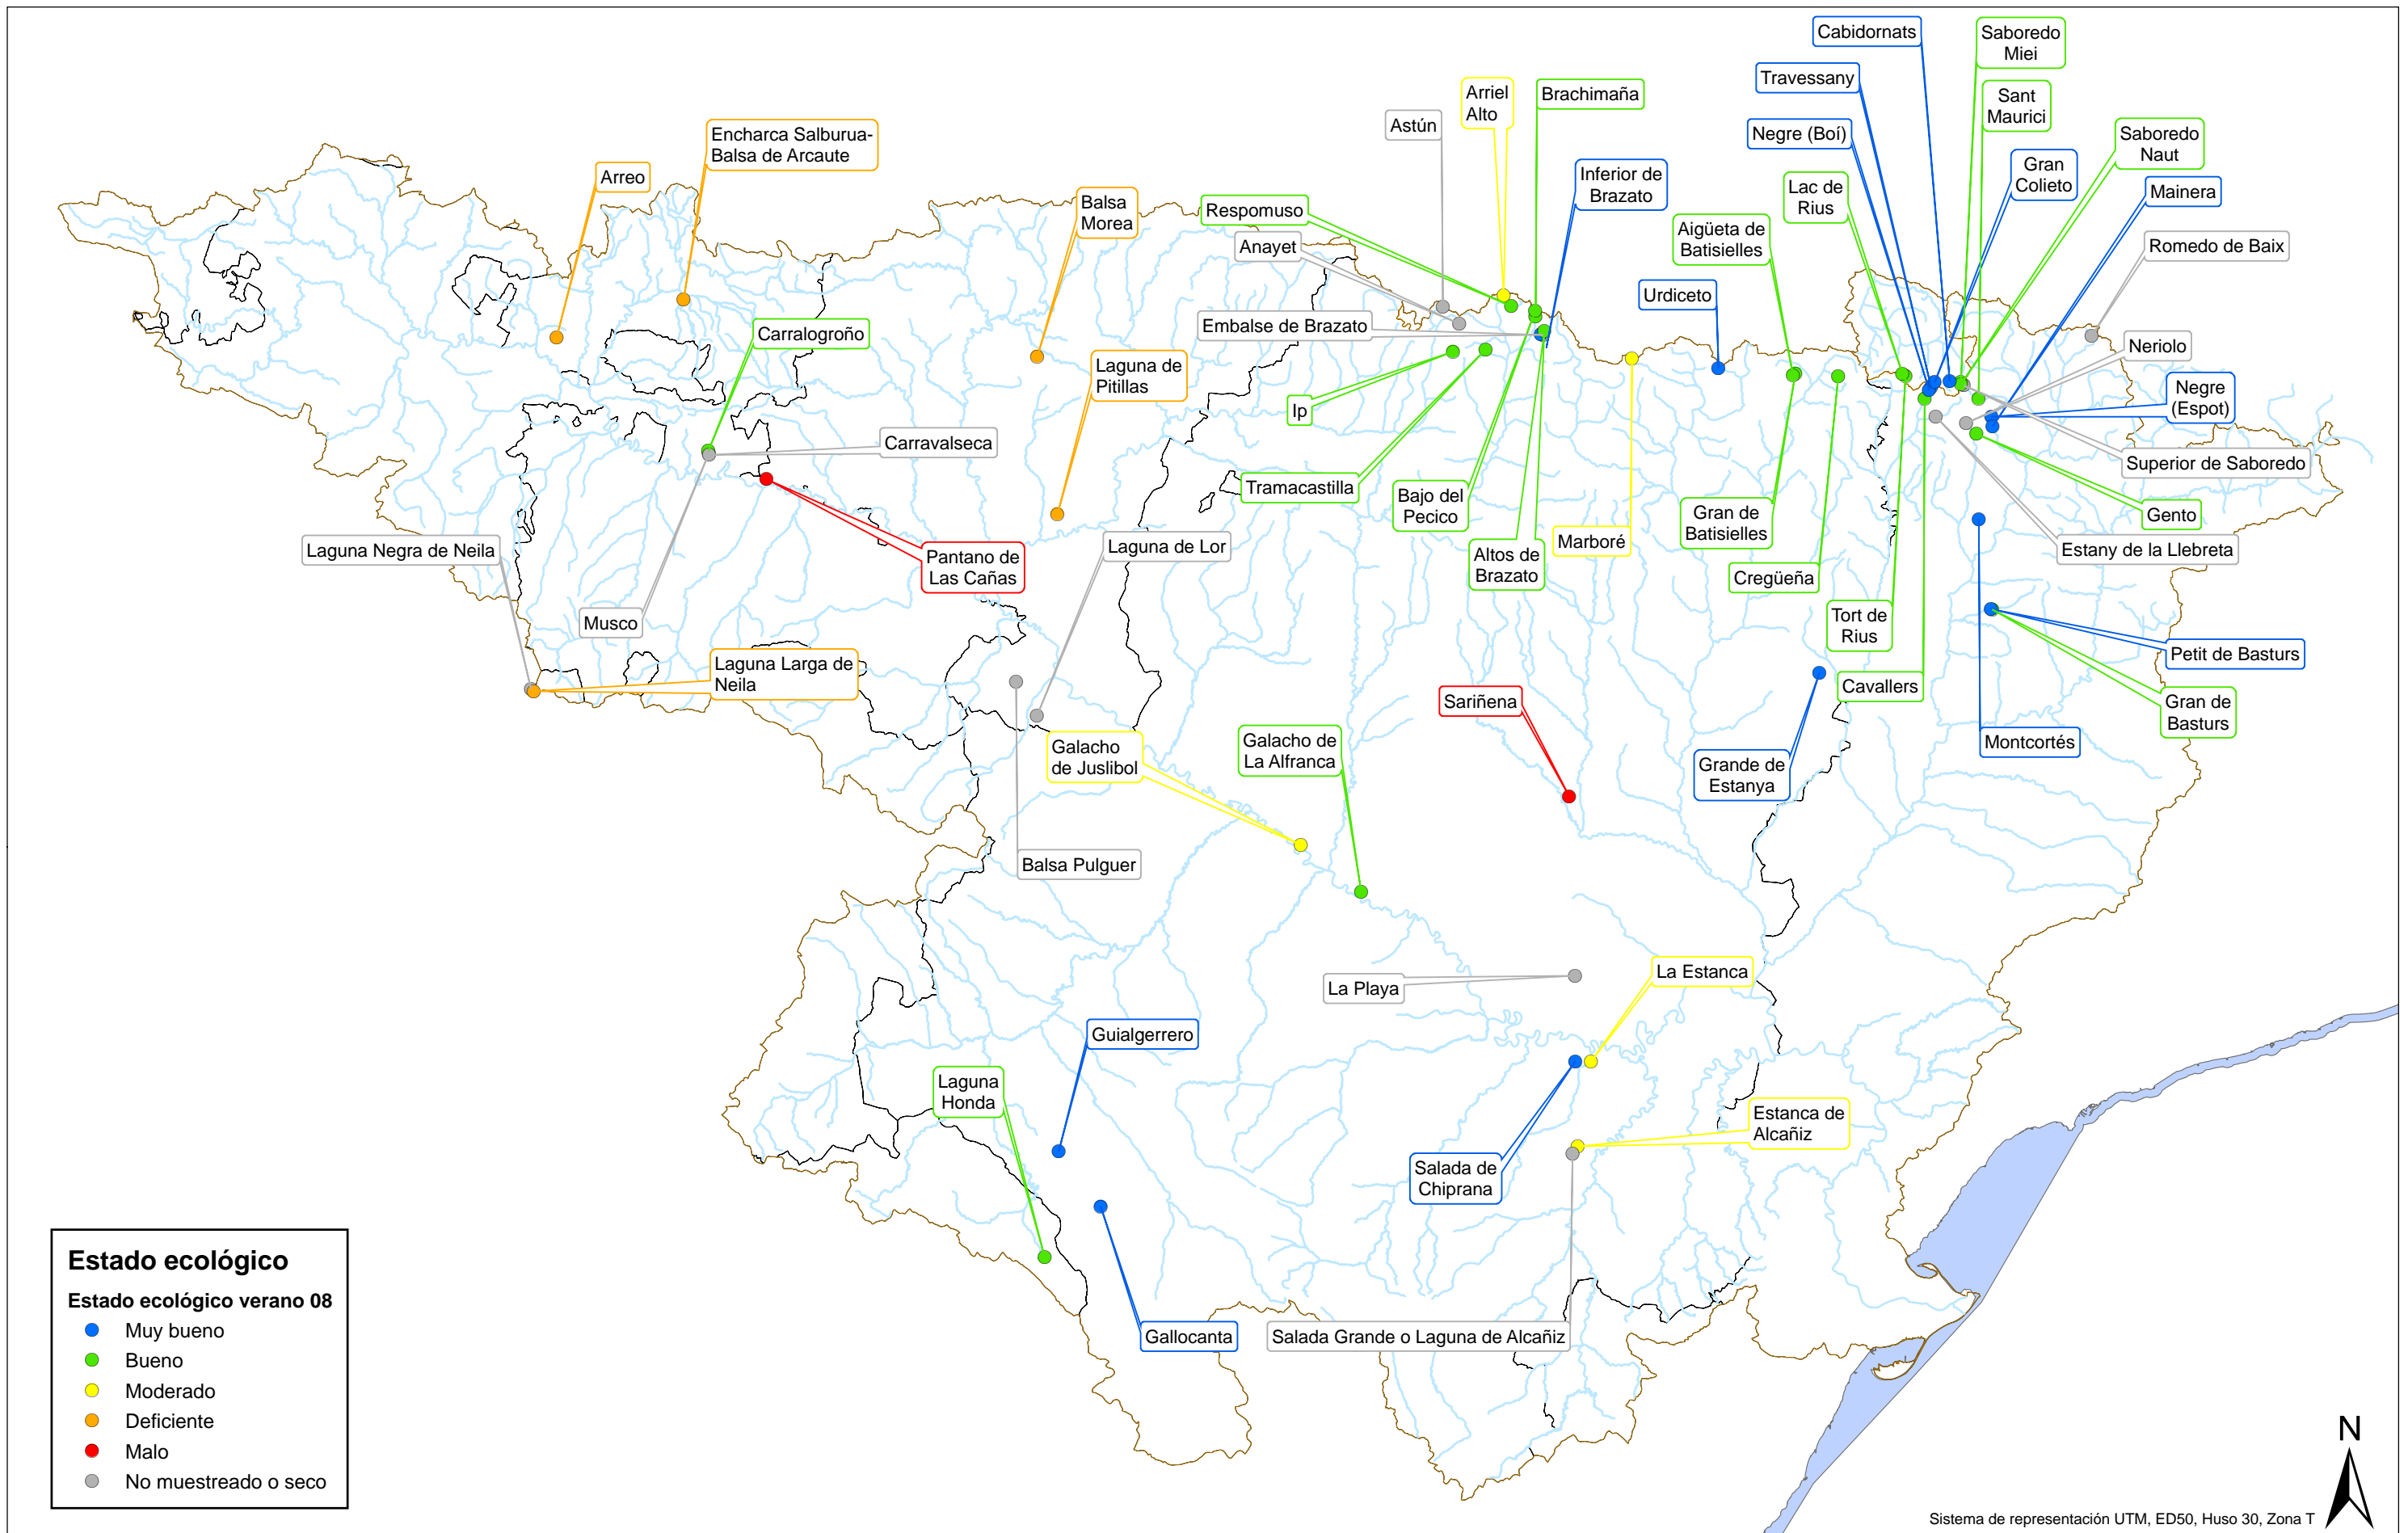 Cabidornats
Saboredo
Miei
Travessany
Arriel
Alto
Brachimaña
Sant
Maurici
Astún
Negre (Boí)
Saboredo
Naut
Encharca Salburua-
Balsa de Arcaute
Arreo
Inferior de
Brazato
Gran
Colieto
Mainera
Lac de
Rius
Balsa
Morea
Respomuso
Aigüeta de
Batisielles
Anayet
Romedo de Baix
Urdiceto
Embalse de Brazato
Carralogroño
Neriolo
Laguna de
Pitillas
Negre
(Espot)
Ip
Carravalseca
Superior de Saboredo
Tramacastilla
Bajo del
Pecico
Gran de
Batisielles
Gento
Marboré
Laguna Negra de Neila
Laguna de Lor
Estany de la Llebreta
Pantano de
Las Cañas
Altos de
Brazato
Cregüeña
Musco
Tort de
Rius
Petit de Basturs
Laguna Larga de
Neila
Cavallers
Sariñena
Gran de
Basturs
Galacho
de Juslibol
Galacho de
La Alfranca
Montcortés
Grande de
Estanya
Balsa Pulguer
La Estanca
La Playa
Guialgerrero
Laguna
Honda
Estanca de
Alcañiz
Salada de
Chiprana
Gallocanta
Salada Grande o Laguna de Alcañiz
Estado ecológico
Estado ecológico verano 08
Muy bueno
Bueno
Moderado
Deficiente
Malo
No muestreado o seco
N
Sistema de representación UTM, ED50, Huso 30, Zona T